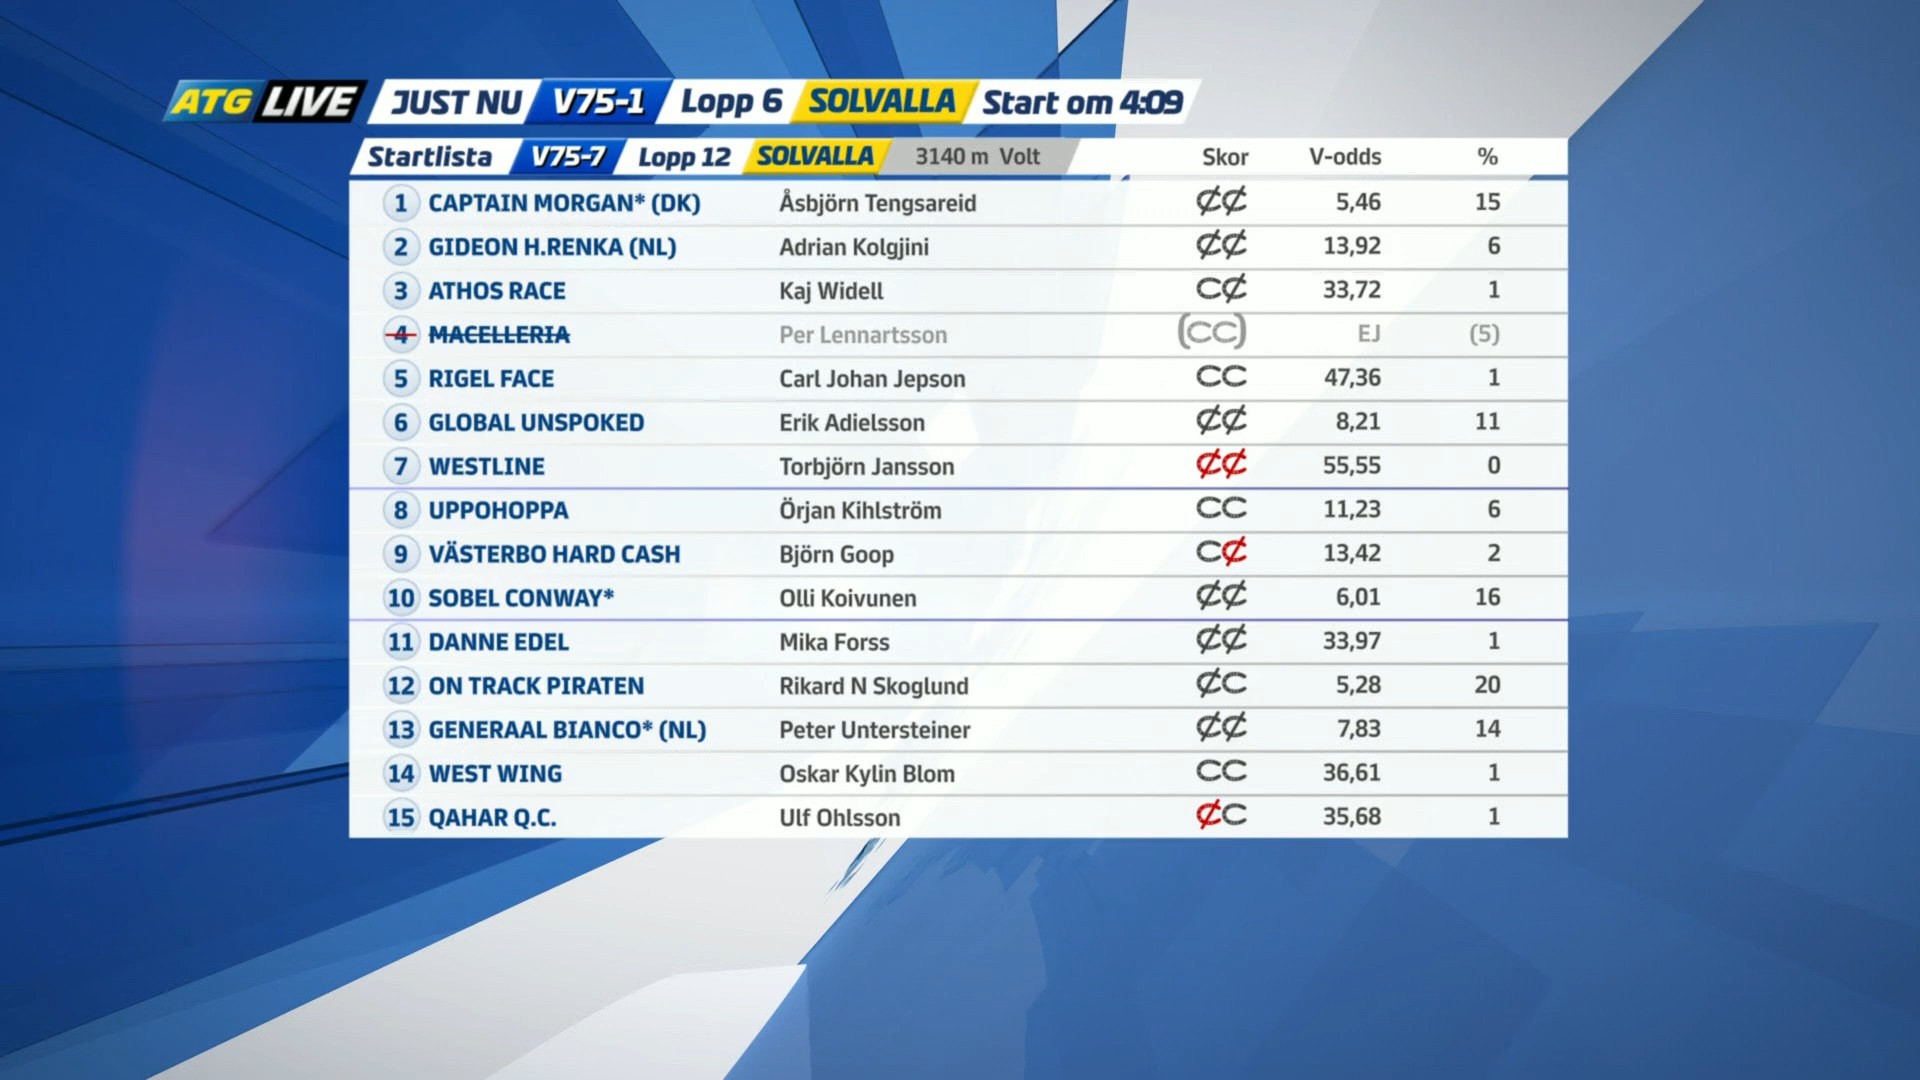 ATG LIVE JUST NU V75-1 Lopp 6 SOLVALLA Start om 4:09
Startlista V75-7 Lopp 12 SOLVALLA 3140 m Volt Skor V-odds %
1 CAPTAIN MORGAN* (DK) Åsbjörn Tengsareid 5,46 15
2 GIDEON H.RENKA (NL) Adrian Kolgjini 13,92 6
3 ATHOS RACE Kaj Widell 33,72 1
4 MACELLERIA Per Lennartsson EJ (5)
5 RIGEL FACE Carl Johan Jepson 47,36 1
6 GLOBAL UNSPOKED Erik Adielsson 8,21 11
7 WESTLINE Torbjörn Jansson 55,55 0
8 UPPOHOPPA Örjan Kihlström 11,23 6
9 VÄSTERBO HARD CASH Björn Goop 13,42 2
10 SOBEL CONWAY* Olli Koivunen 6,01 16
11 DANNE EDEL Mika Forss 33,97 1
12 ON TRACK PIRATEN Rikard N Skoglund 5,28 20
13 GENERAAL BIANCO* (NL) Peter Untersteiner 7,83 14
14 WEST WING Oskar Kylin Blom 36,61 1
15 QAHAR Q.C. Ulf Ohlsson 35,68 1